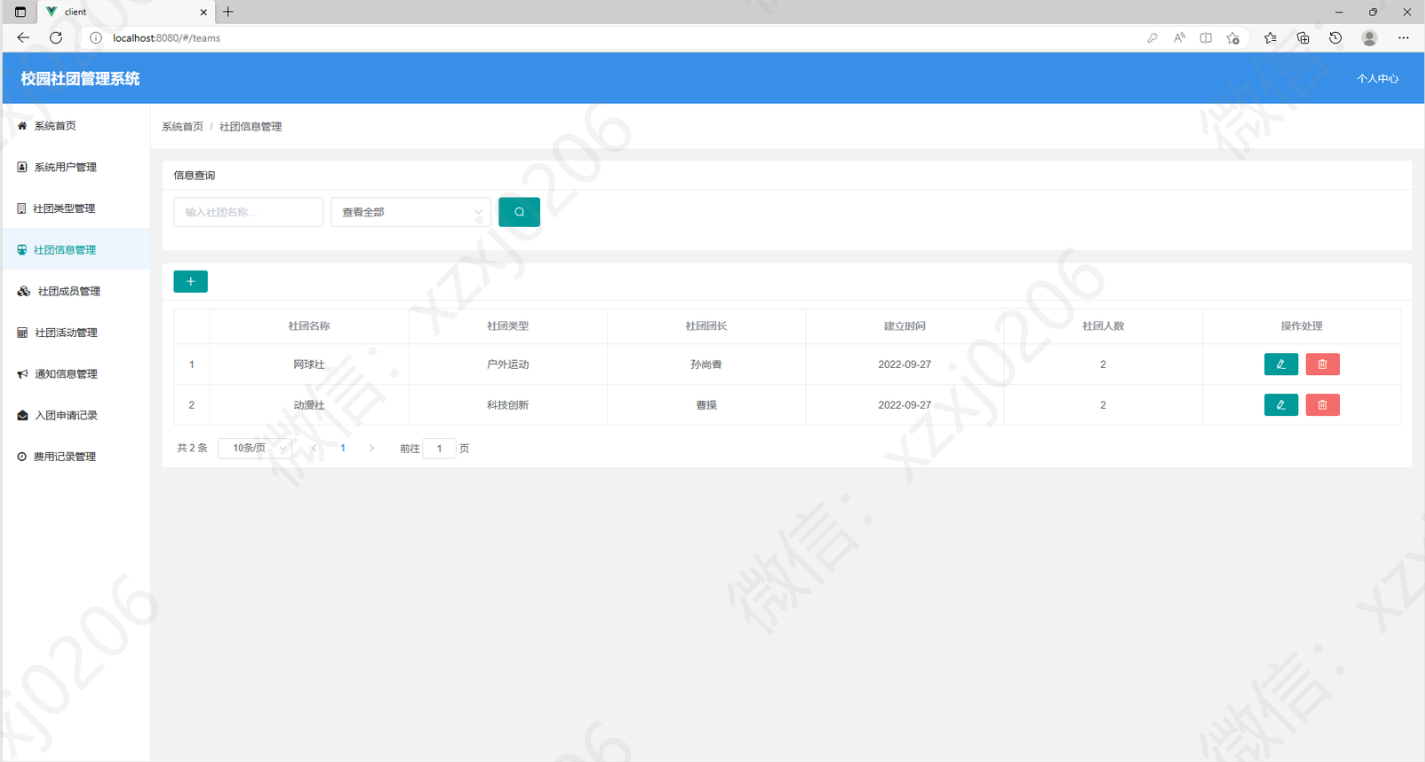 client
localhost:8080/#/teams
校园社团管理系统
个人中心
系统首页
系统用户管理
社团类型管理
社团信息管理
社团成员管理
社团活动管理
通知信息管理
入团申请记录
费用记录管理
系统首页 / 社团信息管理
信息查询
输入社团名称...
查看全部
社团名称 社团类型 社团团长 建立时间 社团人数 操作处理
1 网球社 户外运动 孙尚香 2022-09-27 2
2 动漫社 科技创新 曹操 2022-09-27 2
共 2 条 10条/页 1 前往 1 页
微信：xzxj0206
微信：xzxj0206
微信：
微信：
xzxj0206